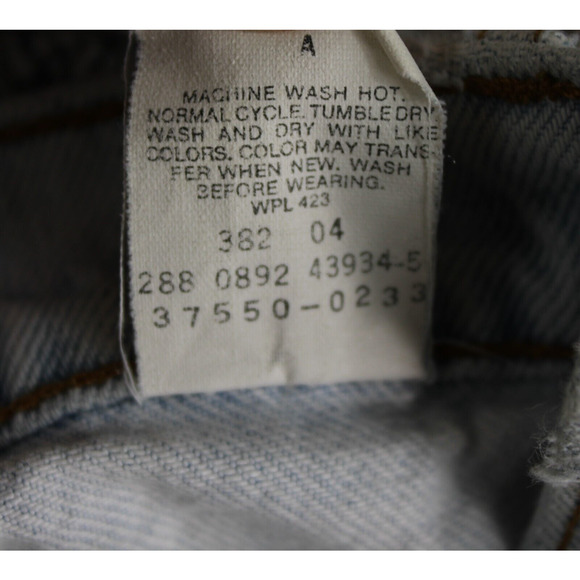 A
MACHINE WASH HOT.
NORMAL CYCLE. TUMBLE DRY
WASH AND DRY WITH LIKE
COLORS. COLOR MAY TRANS-
FER WHEN NEW. WASH
BEFORE WEARING.
WPL 423
382 04
288 0892 43934-5
37550-0233